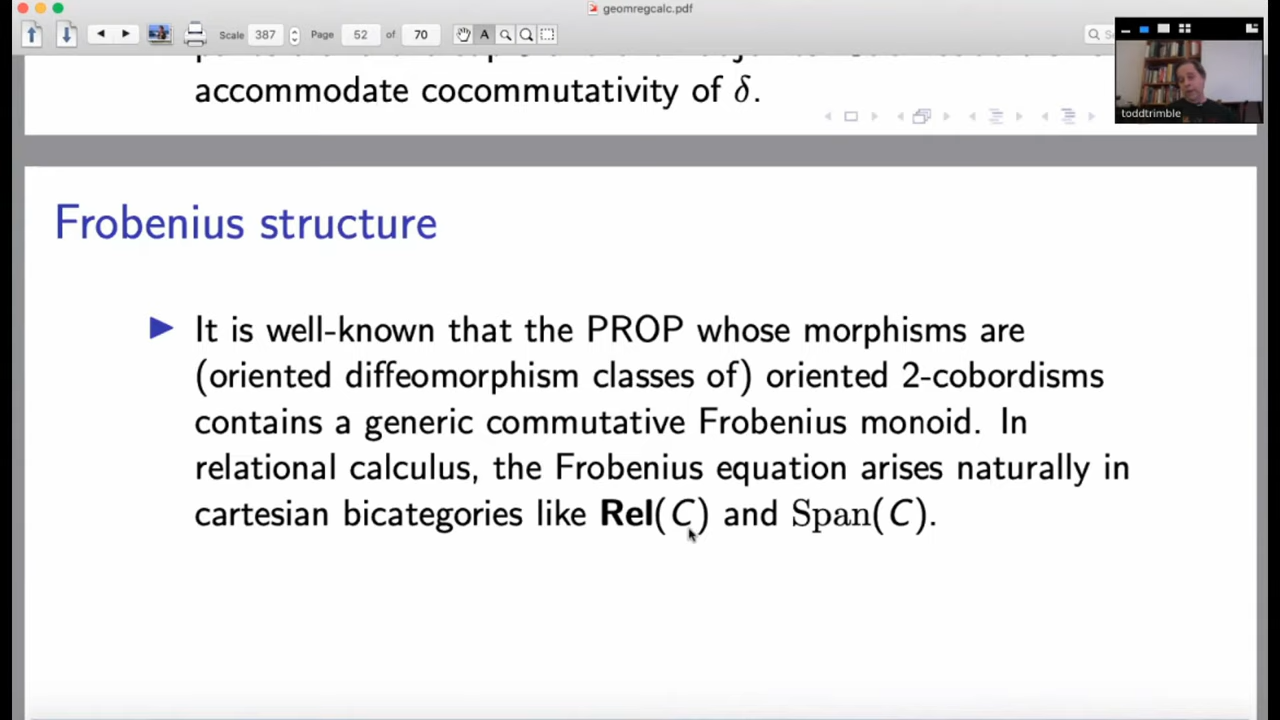 geomregcalc.pdf
Scale 387 Page 52 of 70
toddtrimble
accommodate cocommutativity of δ.
Frobenius structure
It is well-known that the PROP whose morphisms are
(oriented diffeomorphism classes of) oriented 2-cobordisms
contains a generic commutative Frobenius monoid. In
relational calculus, the Frobenius equation arises naturally in
cartesian bicategories like Rel(C) and Span(C).